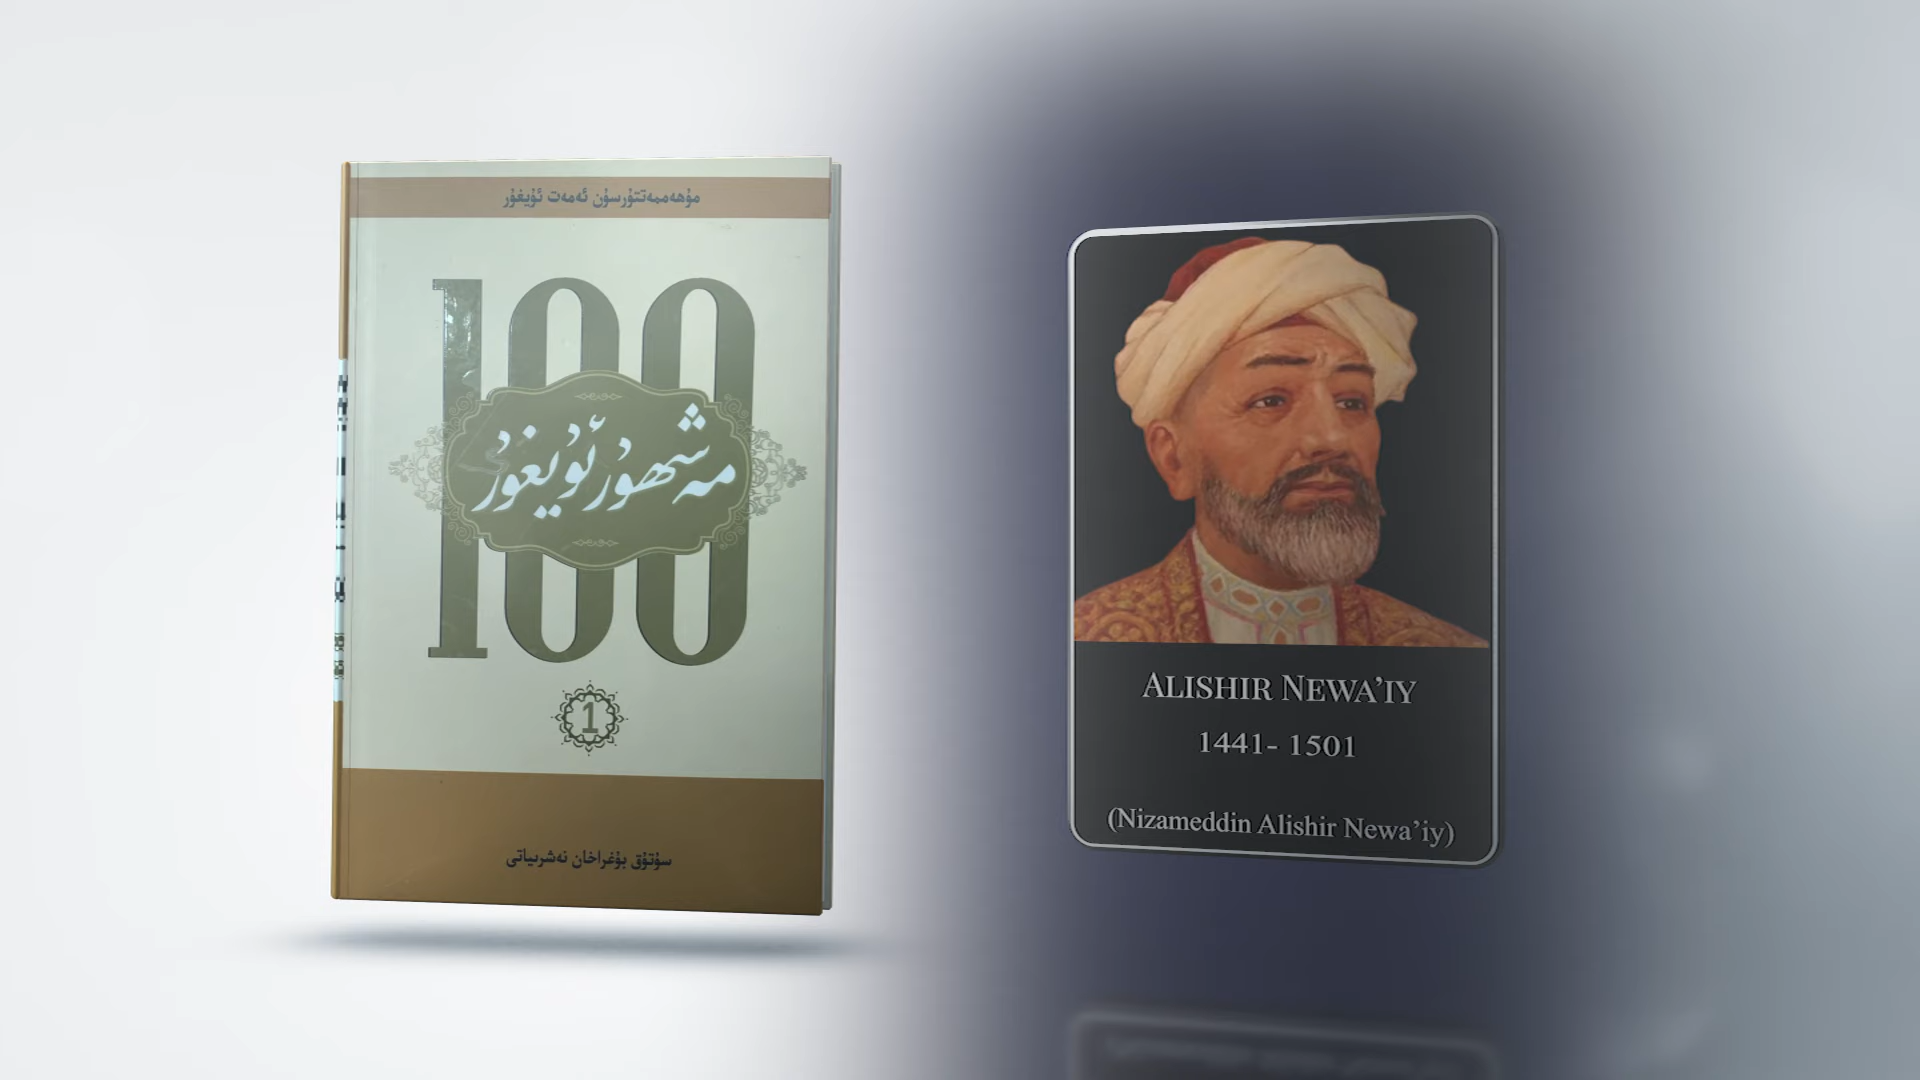 مۇھەممەتتۇرسۇن ئەمەت ئۇيغۇر
100
مەشھۇر ئۇيغۇر
1
سۇتۇق بۇغراخان نەشرىياتى
ALISHIR NEWA’IY
1441- 1501
(Nizameddin Alishir Newa’iy)